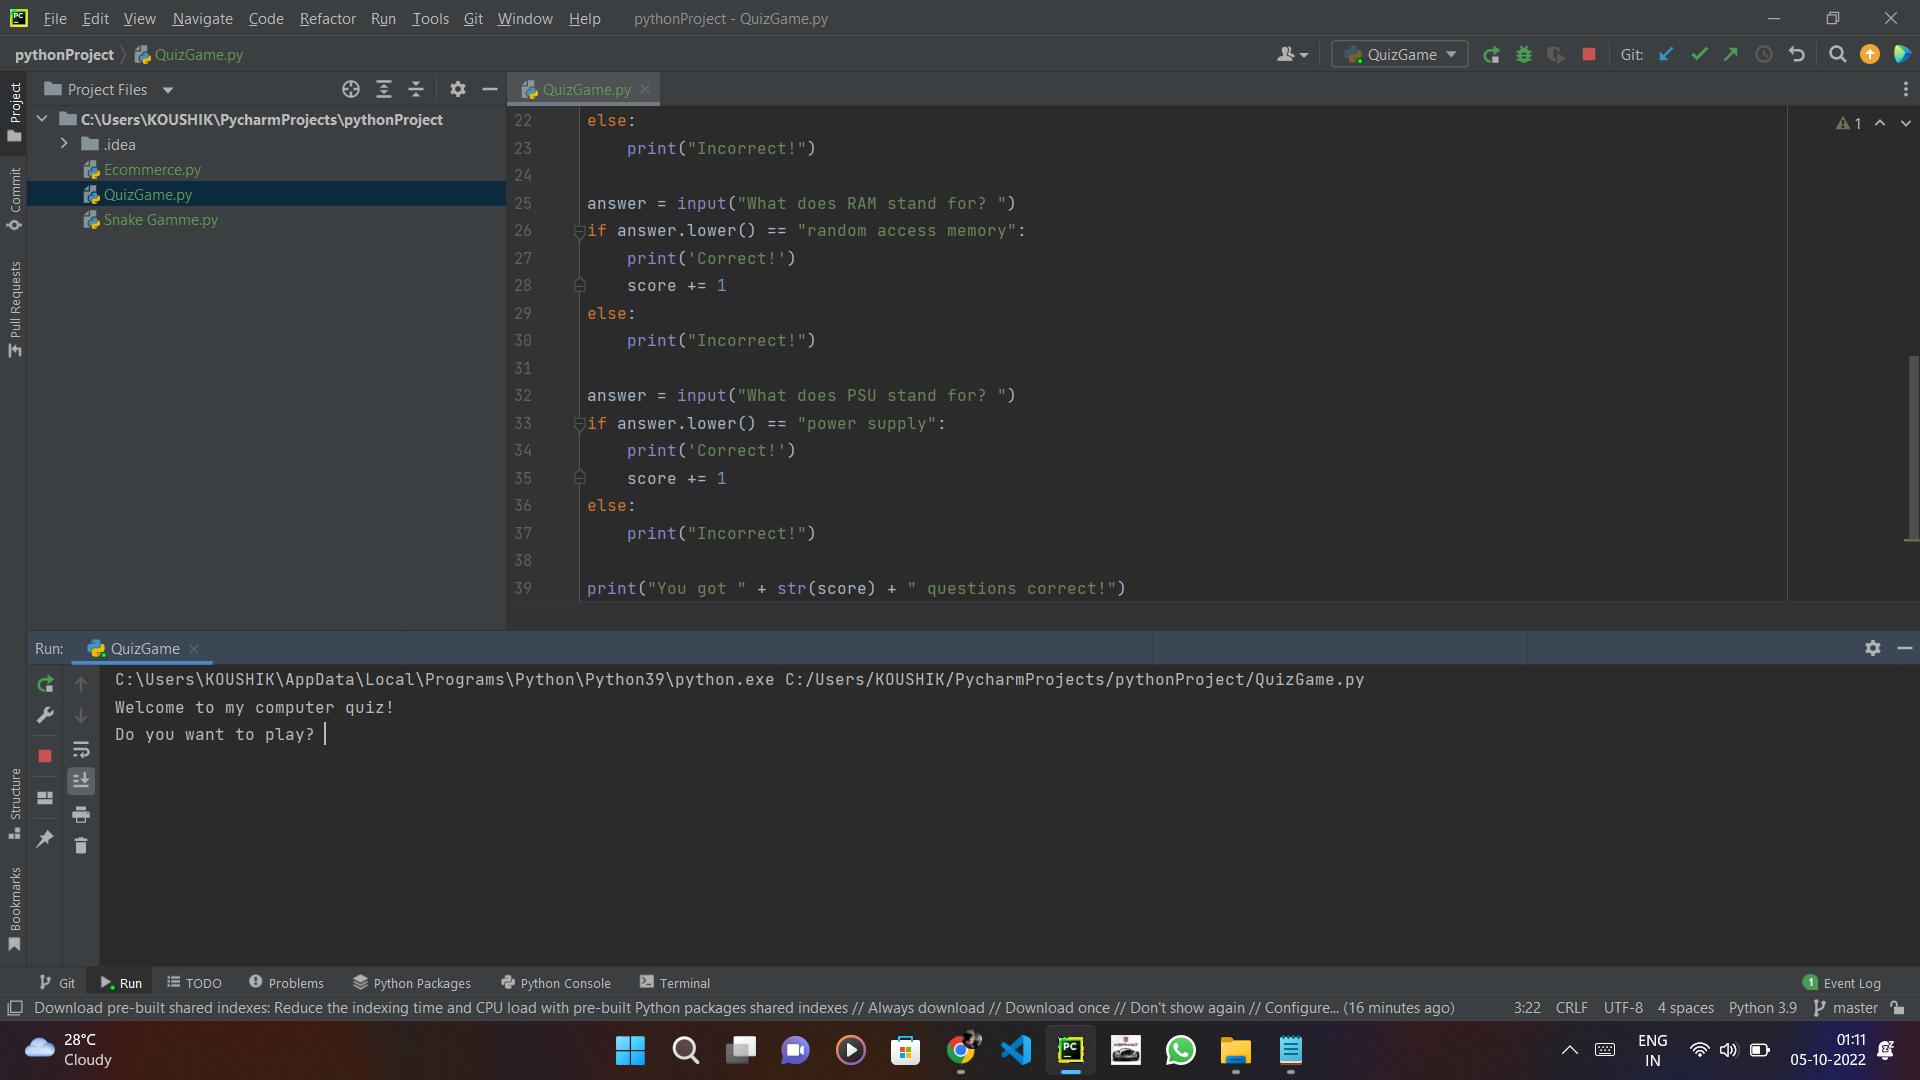 File Edit View Navigate Code Refactor Run Tools Git Window Help pythonProject - QuizGame.py
pythonProject QuizGame.py QuizGame Git:
Project Files QuizGame.py
C:\Users\KOUSHIK\PycharmProjects\pythonProject
.idea
Ecommerce.py
QuizGame.py
Snake Gamme.py
Project
Commit
Pull Requests
Structure
Bookmarks
1
22 else:
23 print("Incorrect!")
24
25 answer = input("What does RAM stand for? ")
26 if answer.lower() == "random access memory":
27 print('Correct!')
28 score += 1
29 else:
30 print("Incorrect!")
31
32 answer = input("What does PSU stand for? ")
33 if answer.lower() == "power supply":
34 print('Correct!')
35 score += 1
36 else:
37 print("Incorrect!")
38
39 print("You got " + str(score) + " questions correct!")
Run: QuizGame
C:\Users\KOUSHIK\AppData\Local\Programs\Python\Python39\python.exe C:/Users/KOUSHIK/PycharmProjects/pythonProject/QuizGame.py
Welcome to my computer quiz!
Do you want to play?
Git Run TODO Problems Python Packages Python Console Terminal 1 Event Log
Download pre-built shared indexes: Reduce the indexing time and CPU load with pre-built Python packages shared indexes // Always download // Download once // Don't show again // Configure... (16 minutes ago) 3:22 CRLF UTF-8 4 spaces Python 3.9 master
28°C
Cloudy
PC
ENG
IN
01:11
05-10-2022